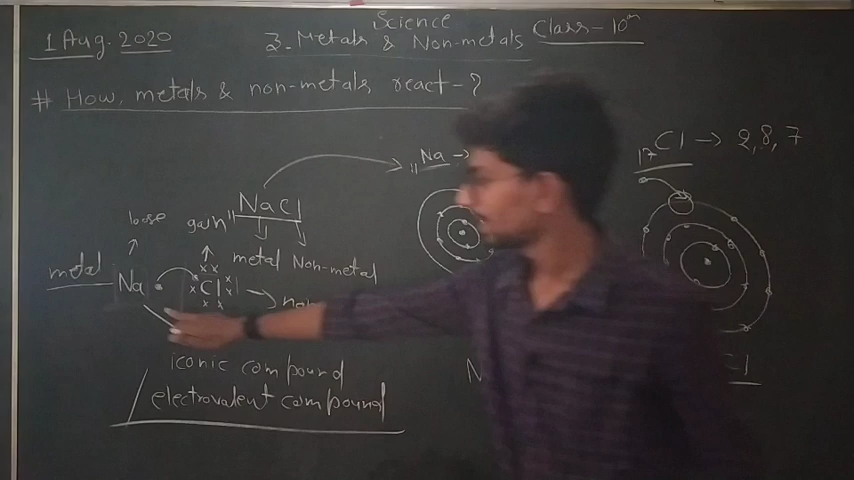 Science
1 Aug. 2020
3. Metals & Non-metals
Class-10th
# How, metals & non-metals react-?
11Na →
17Cl → 2,8,7
"NaCl
metal Non-metal
loose
gain
metal
Na
Cl
iconic compound
/ electrovalent compound